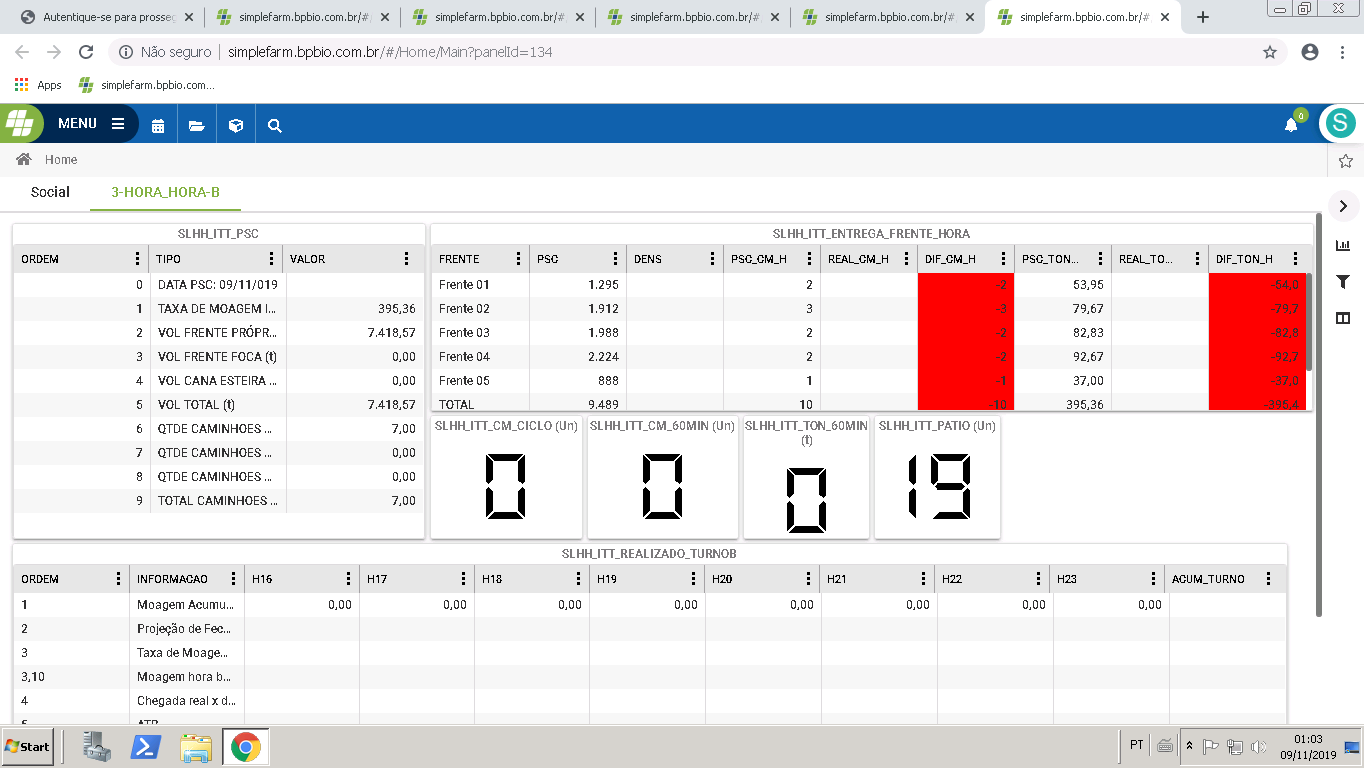 Autentique-se para prosseg
simplefarm.bpbio.com.br/#
simplefarm.bpbio.com.br/#
simplefarm.bpbio.com.br/#
simplefarm.bpbio.com.br/#
simplefarm.bpbio.com.br/#
Não seguro simplefarm.bpbio.com.br/#/Home/Main?panelId=134
Apps simplefarm.bpbio.com....
MENU 0 S
Home
Social 3-HORA_HORA-B
SLHH_ITT_PSC
ORDEM TIPO VALOR
0 DATA PSC: 09/11/019
1 TAXA DE MOAGEM I... 395,36
2 VOL FRENTE PRÓPR... 7.418,57
3 VOL FRENTE FOCA (t) 0,00
4 VOL CANA ESTEIRA ... 0,00
5 VOL TOTAL (t) 7.418,57
6 QTDE CAMINHOES ... 7,00
7 QTDE CAMINHOES ... 0,00
8 QTDE CAMINHOES ... 0,00
9 TOTAL CAMINHOES ... 7,00
SLHH_ITT_ENTREGA_FRENTE_HORA
FRENTE PSC DENS PSC_CM_H REAL_CM_H DIF_CM_H PSC_TON... REAL_TO... DIF_TON_H
Frente 01 1.295 2 -2 53,95 -54,0
Frente 02 1.912 3 -3 79,67 -79,7
Frente 03 1.988 2 -2 82,83 -82,8
Frente 04 2.224 2 -2 92,67 -92,7
Frente 05 888 1 -1 37,00 -37,0
TOTAL 9.489 10 -10 395,36 -395,4
SLHH_ITT_CM_CICLO (Un)
0
SLHH_ITT_CM_60MIN (Un)
0
SLHH_ITT_TON_60MIN
(t)
0
SLHH_ITT_PATIO (Un)
19
SLHH_ITT_REALIZADO_TURNOB
ORDEM INFORMACAO H16 H17 H18 H19 H20 H21 H22 H23 ACUM_TURNO
1 Moagem Acumu... 0,00 0,00 0,00 0,00 0,00 0,00 0,00 0,00
2 Projeção de Fec...
3 Taxa de Moage...
3,10 Moagem hora b...
4 Chegada real x d...
5 ATR
Start PT 01:03
09/11/2019